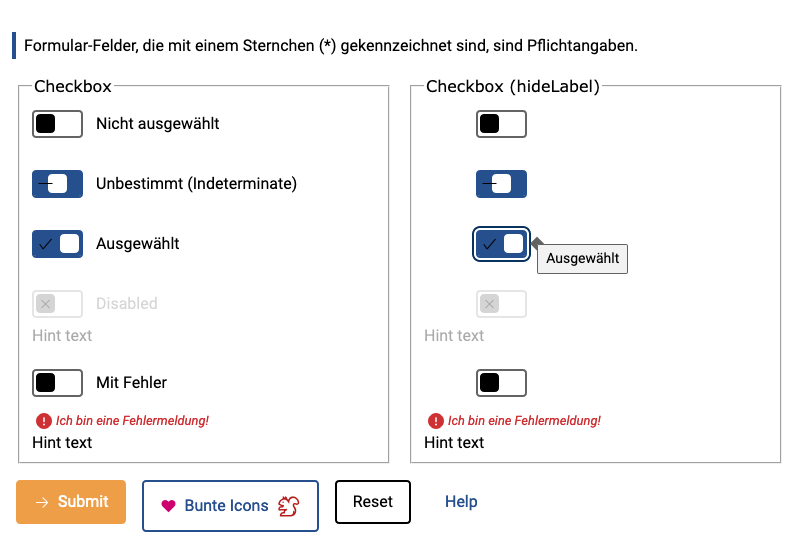 Formular-Felder, die mit einem Sternchen (*) gekennzeichnet sind, sind Pflichtangaben.
Checkbox
Nicht ausgewählt
Unbestimmt (Indeterminate)
Ausgewählt
Disabled
Hint text
Mit Fehler
Ich bin eine Fehlermeldung!
Hint text
Checkbox (hideLabel)
Ausgewählt
Hint text
Ich bin eine Fehlermeldung!
Hint text
Submit
Bunte Icons
Reset
Help